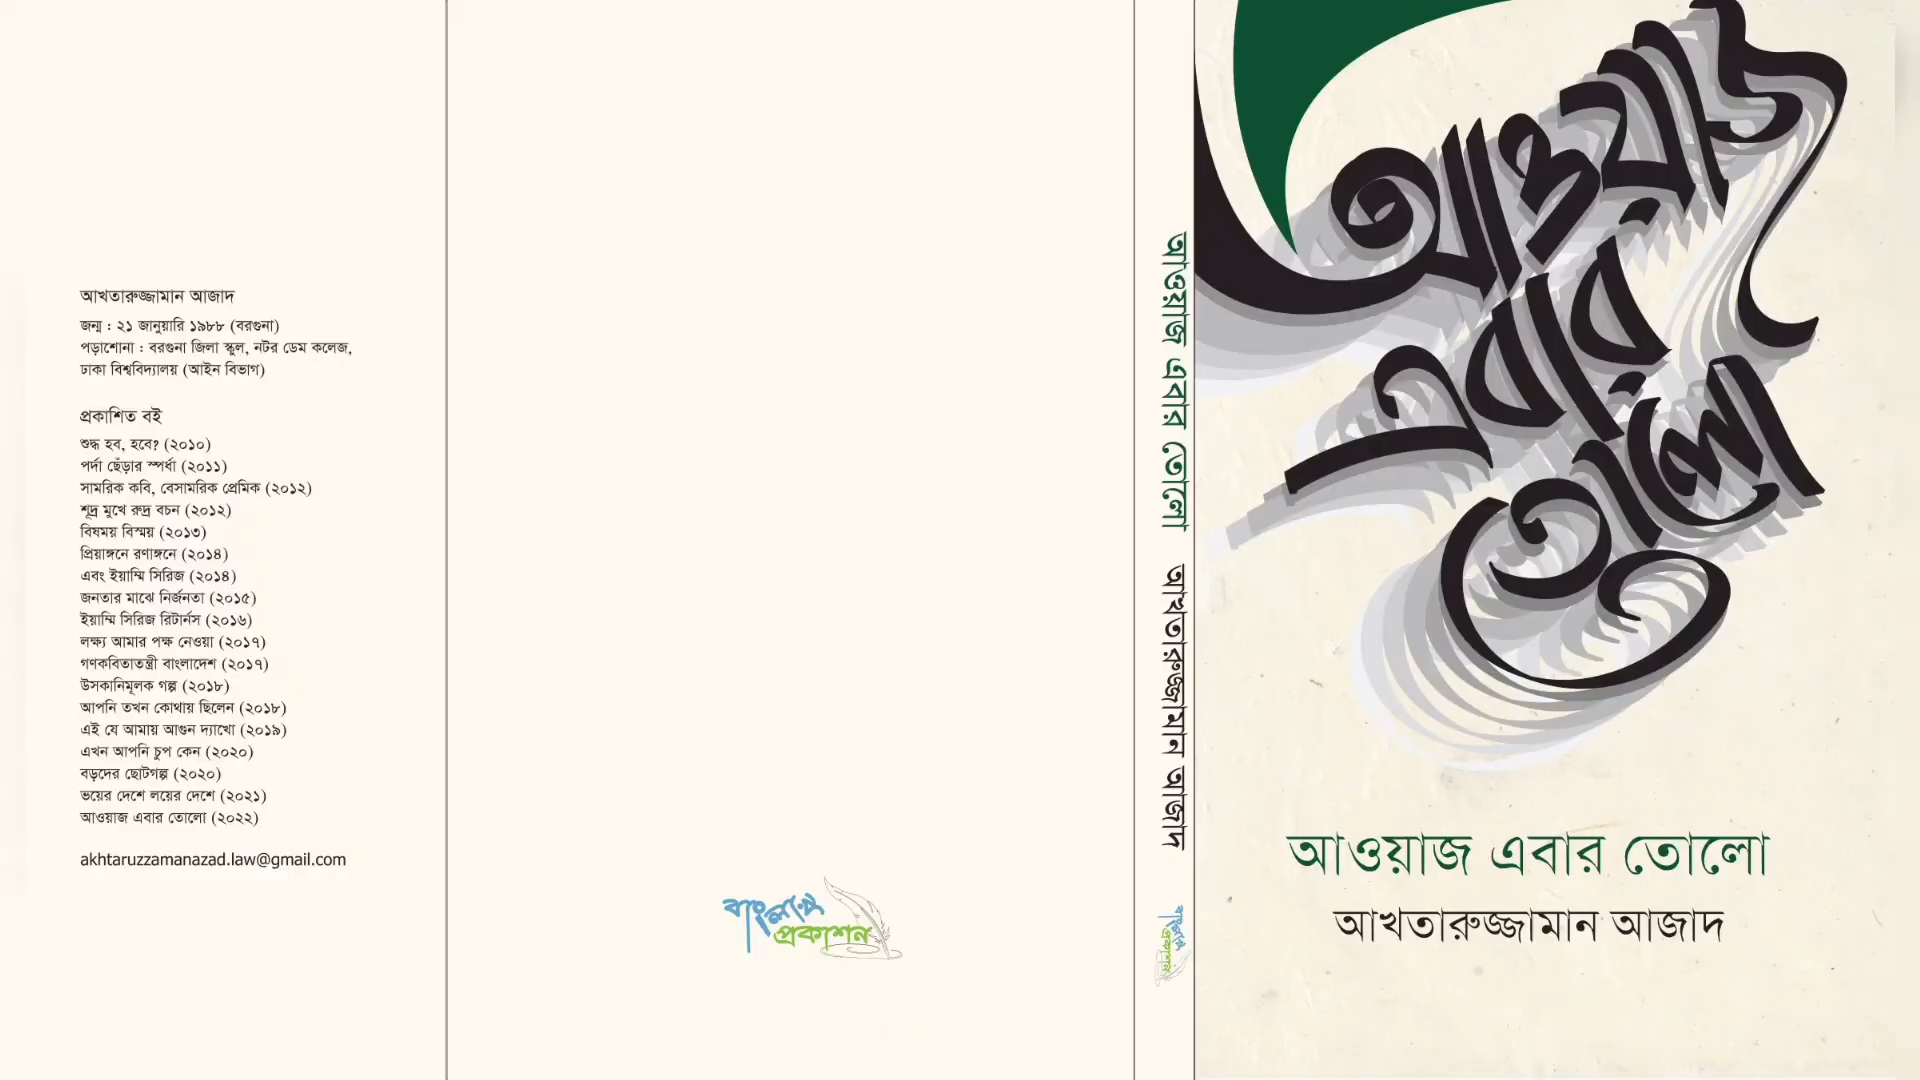 আখতারুজ্জামান আজাদ
জন্ম : ২১ জানুয়ারি ১৯৮৮ (বরগুনা)
পড়াশোনা : বরগুনা জিলা স্কুল, নটর ডেম কলেজ,
ঢাকা বিশ্ববিদ্যালয় (আইন বিভাগ)
প্রকাশিত বই
শুদ্ধ হব, হবে? (২০১০)
পর্দা ছেঁড়ার স্পর্ধা (২০১১)
সামরিক কবি, বেসামরিক প্রেমিক (২০১২)
শূদ্র মুখে রুদ্র বচন (২০১২)
বিষময় বিস্ময় (২০১৩)
প্রিয়াঙ্গনে রণাঙ্গনে (২০১৪)
এবং ইয়াম্মি সিরিজ (২০১৪)
জনতার মাঝে নির্জনতা (২০১৫)
ইয়াম্মি সিরিজ রিটার্নস (২০১৬)
লক্ষ্য আমার পক্ষ নেওয়া (২০১৭)
গণকবিতাতন্ত্রী বাংলাদেশ (২০১৭)
উসকানিমূলক গল্প (২০১৮)
আপনি তখন কোথায় ছিলেন (২০১৮)
এই যে আমায় আগুন দ্যাখো (২০১৯)
এখন আপনি চুপ কেন (২০২০)
বড়দের ছোটগল্প (২০২০)
ভয়ের দেশে লয়ের দেশে (২০২১)
আওয়াজ এবার তোলো (২০২২)
akhtaruzzamanazad.law@gmail.com
প্রকাশন
আওয়াজ এবার তোলো আখতারুজ্জামান আজাদ
প্রকাশন
আওয়াজ
এবার
তোলো
আওয়াজ এবার তোলো
আখতারুজ্জামান আজাদ